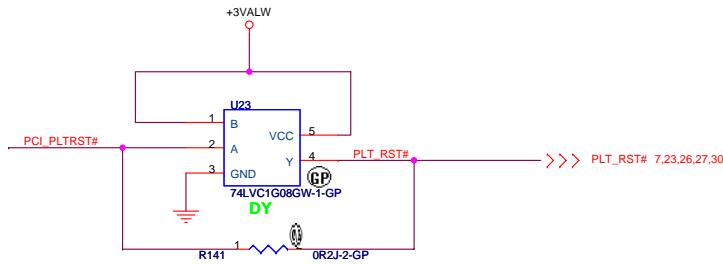 +3VALW
U23
1 B
VCC 5
PCI_PLTRST# 2 A
Y 4 PLT_RST#
PLT_RST# 7,23,26,27,30
3 GND
GP
74LVC1G08GW-1-GP
DY
R141 1 0R2J-2-GP